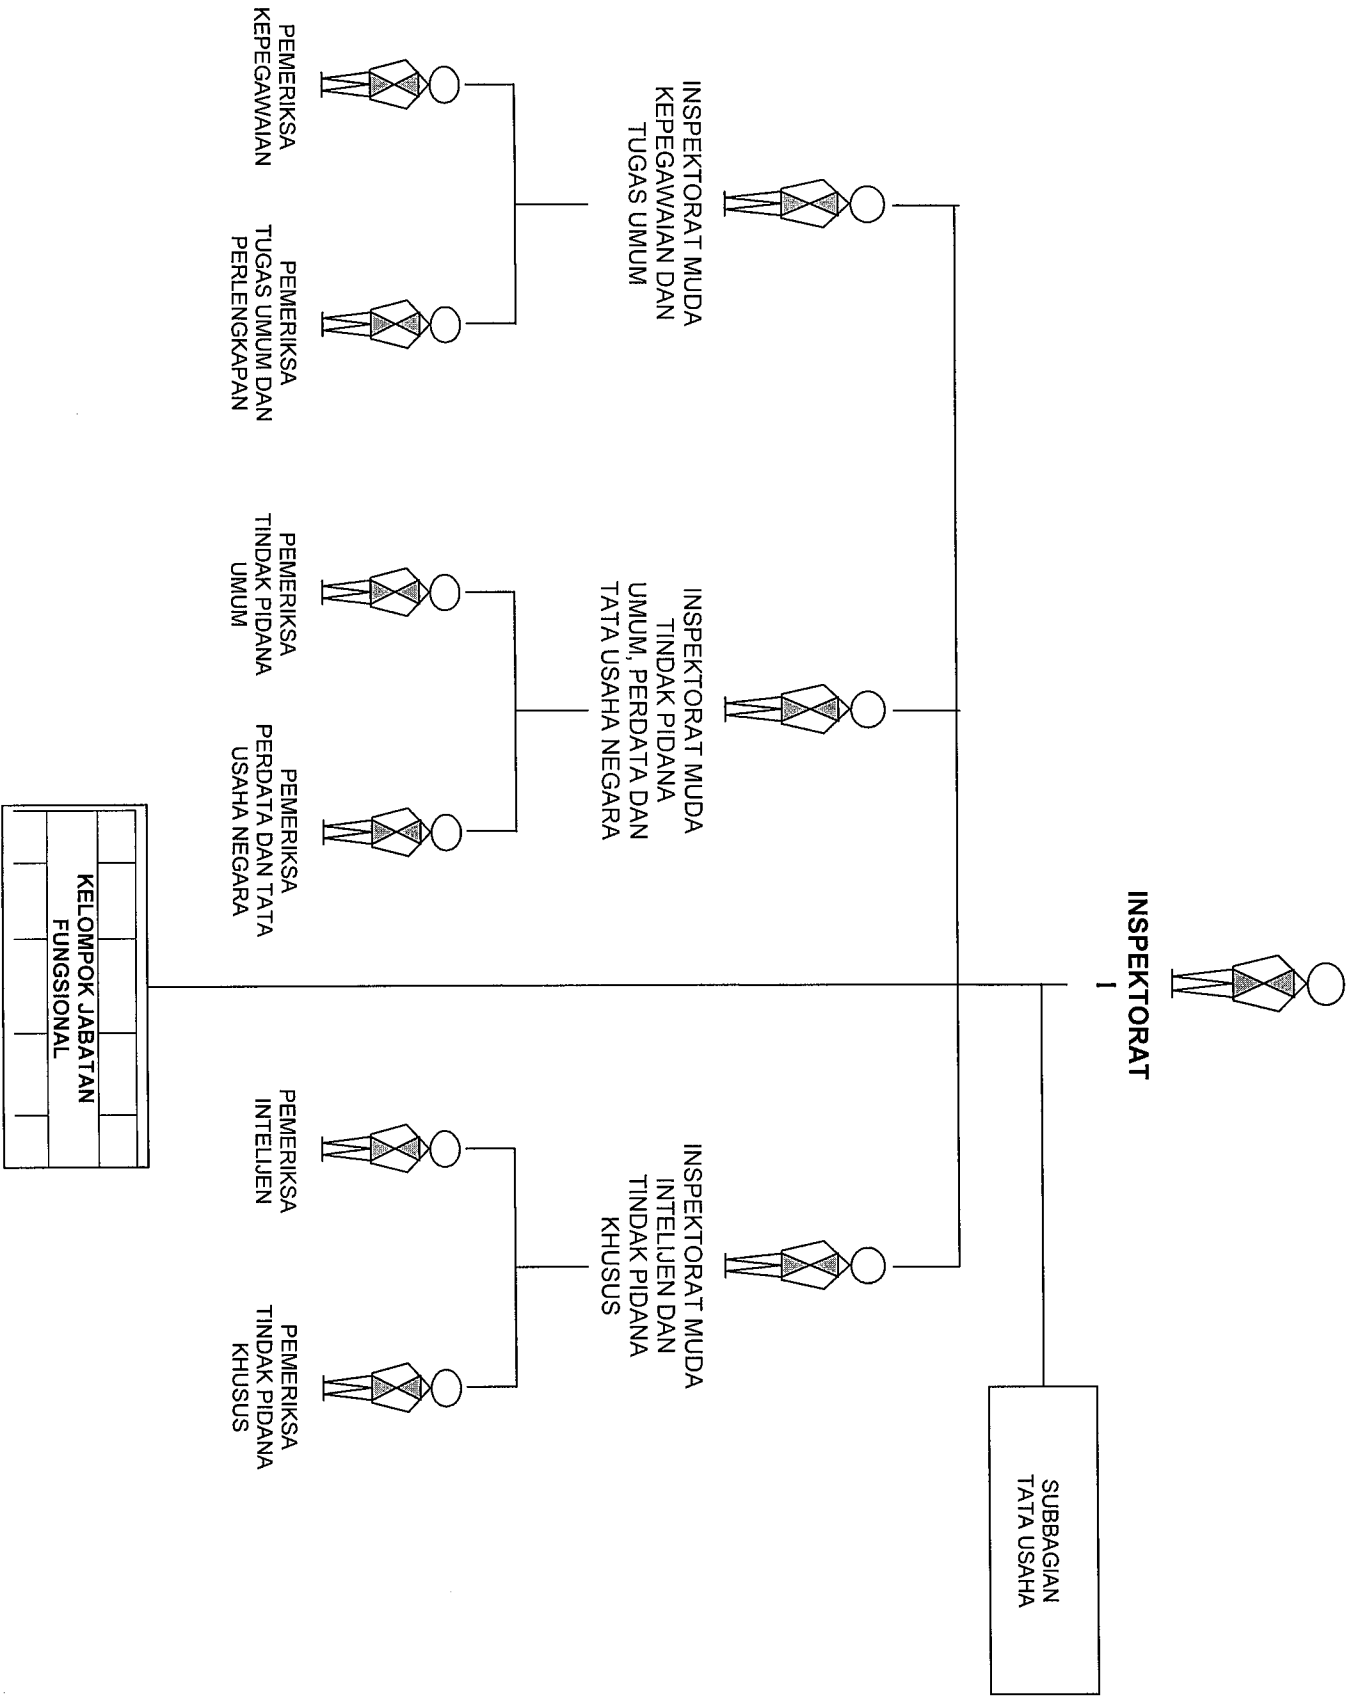 INSPEKTORAT
I
SUBBAGIAN
TATA USAHA
INSPEKTORAT MUDA
KEPEGAWAIAN DAN
TUGAS UMUM
INSPEKTORAT MUDA
TINDAK PIDANA
UMUM, PERDATA DAN
TATA USAHA NEGARA
INSPEKTORAT MUDA
INTELIJEN DAN
TINDAK PIDANA
KHUSUS
PEMERIKSA
KEPEGAWAIAN
PEMERIKSA
TUGAS UMUM DAN
PERLENGKAPAN
PEMERIKSA
TINDAK PIDANA
UMUM
PEMERIKSA
PERDATA DAN TATA
USAHA NEGARA
PEMERIKSA
INTELIJEN
PEMERIKSA
TINDAK PIDANA
KHUSUS
KELOMPOK JABATAN
FUNGSIONAL